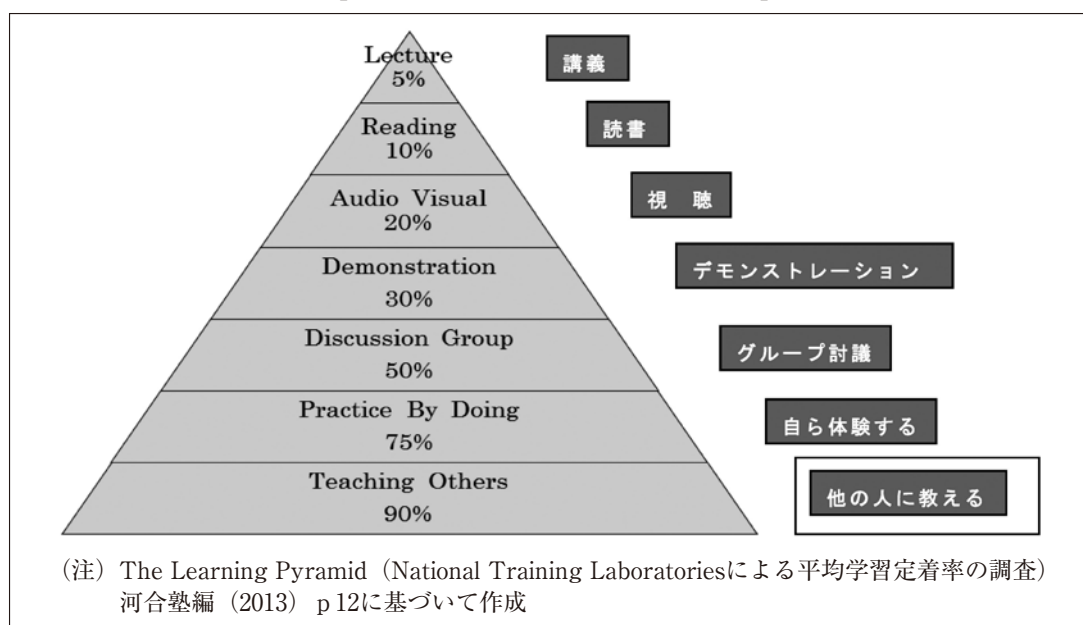 Lecture
5%
講義
Reading
10%
読書
Audio Visual
20%
視 聴
Demonstration
30%
デモンストレーション
Discussion Group
50%
グループ討議
Practice By Doing
75%
自ら体験する
Teaching Others
90%
他の人に教える
(注) The Learning Pyramid(National Training Laboratoriesによる平均学習定着率の調査)
河合塾編(2013) p 12に基づいて作成